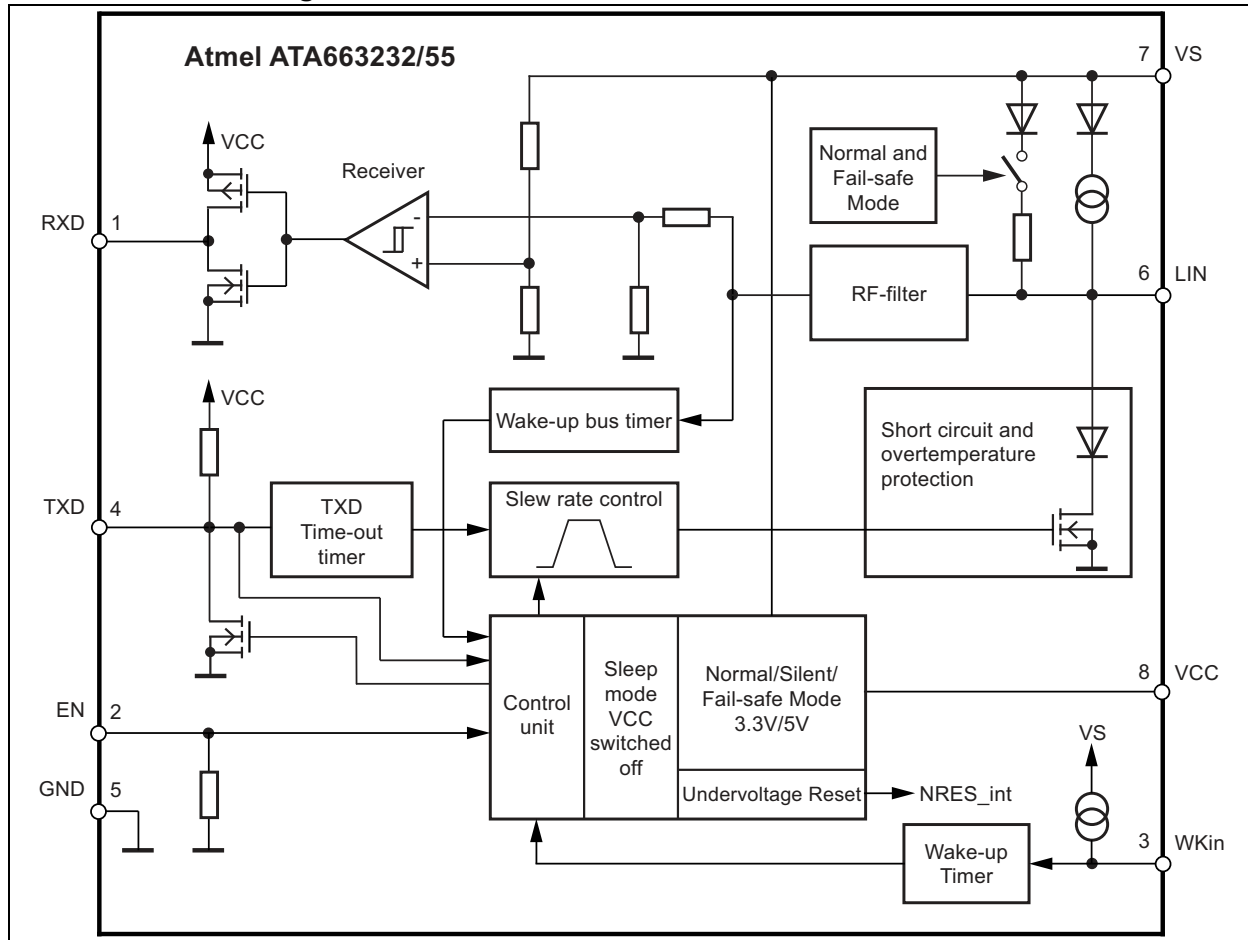 Atmel ATA663232/55
7 VS
VCC
Receiver
Normal and
Fail-safe
Mode
RXD 1
-
+
RF-filter
6 LIN
VCC
Wake-up bus timer
Short circuit and
overtemperature
protection
TXD 4
TXD
Time-out
timer
Slew rate control
Control
unit
Sleep
mode
VCC
switched
off
Normal/Silent/
Fail-safe Mode
3.3V/5V
8 VCC
EN 2
VS
GND 5
Undervoltage Reset
NRES_int
Wake-up
Timer
3 WKin